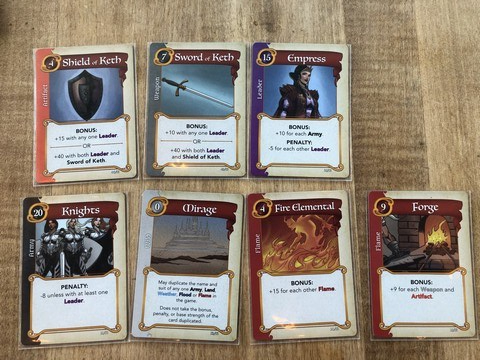 4 Shield of Keth
Artifact
BONUS:
+15 with any one Leader
OR
+40 with both Leader and
Sword of Keth.
7 Sword of Keth
Weapon
BONUS:
+10 with any one Leader
OR
+40 with both Leader
and Shield of Keth.
15 Empress
Leader
BONUS:
+10 for each Army
PENALTY:
-5 for each other Leader
20 Knights
Army
PENALTY:
-8 unless with at least one
Leader.
0 Mirage
Wild
May duplicate the name and
suit of any one Army, Land,
Weather, Flood or Flame in
the game.
Does not take the bonus,
penalty, or base strength of
the card duplicated.
4 Fire Elemental
Flame
BONUS:
+15 for each other Flame.
9 Forge
Flame
BONUS:
+9 for each Weapon and
Artifact.